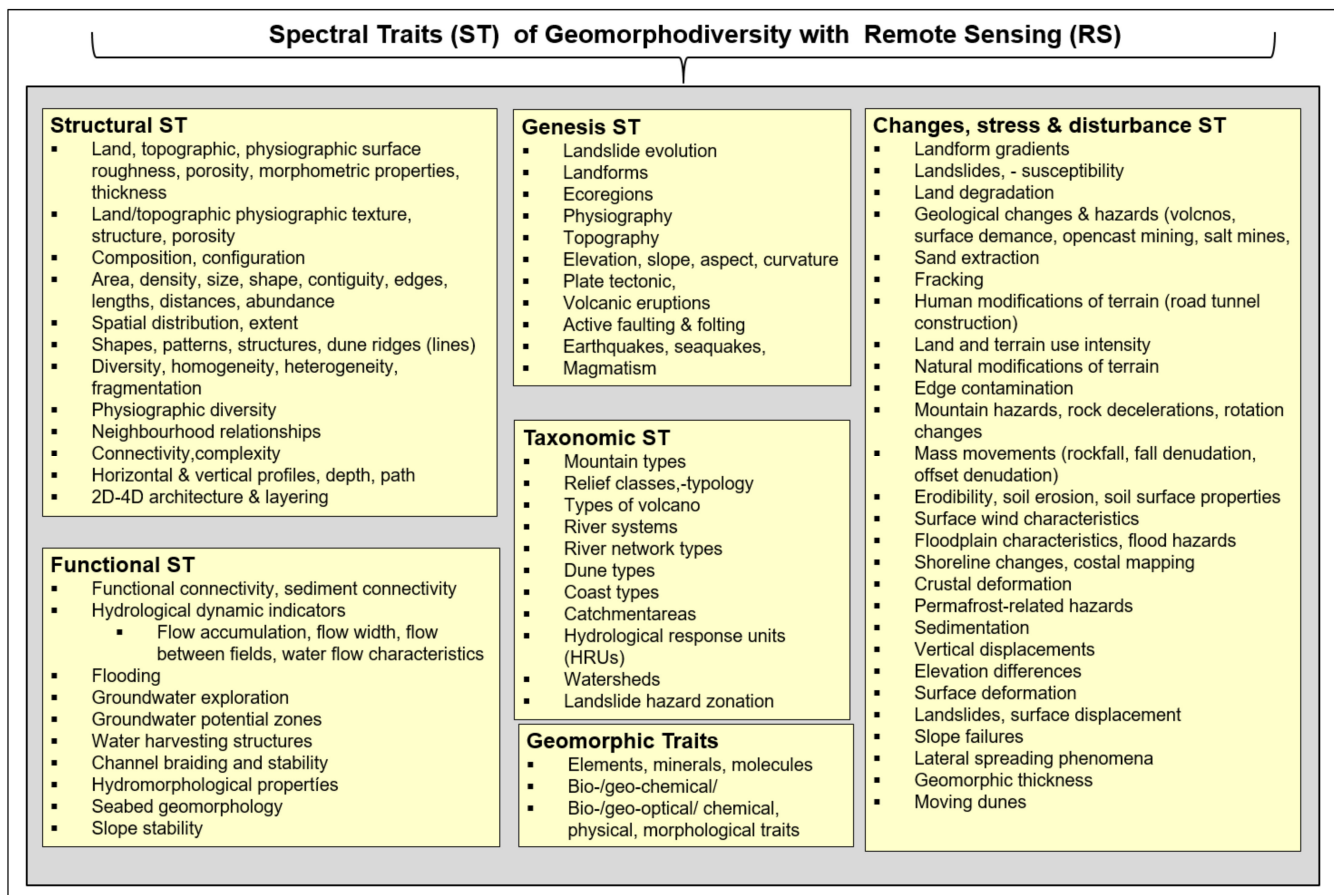 Spectral Traits (ST) of Geomorphodiversity with Remote Sensing (RS)
Structural ST
▪ Land, topographic, physiographic surface
roughness, porosity, morphometric properties,
thickness
▪ Land/topographic physiographic texture,
structure, porosity
▪ Composition, configuration
▪ Area, density, size, shape, contiguity, edges,
lengths, distances, abundance
▪ Spatial distribution, extent
▪ Shapes, patterns, structures, dune ridges (lines)
▪ Diversity, homogeneity, heterogeneity,
fragmentation
▪ Physiographic diversity
▪ Neighbourhood relationships
▪ Connectivity,complexity
▪ Horizontal & vertical profiles, depth, path
▪ 2D-4D architecture & layering
Functional ST
▪ Functional connectivity, sediment connectivity
▪ Hydrological dynamic indicators
▪ Flow accumulation, flow width, flow
between fields, water flow characteristics
▪ Flooding
▪ Groundwater exploration
▪ Groundwater potential zones
▪ Water harvesting structures
▪ Channel braiding and stability
▪ Hydromorphological propertíes
▪ Seabed geomorphology
▪ Slope stability
Genesis ST
▪ Landslide evolution
▪ Landforms
▪ Ecoregions
▪ Physiography
▪ Topography
▪ Elevation, slope, aspect, curvature
▪ Plate tectonic,
▪ Volcanic eruptions
▪ Active faulting & folting
▪ Earthquakes, seaquakes,
▪ Magmatism
Taxonomic ST
▪ Mountain types
▪ Relief classes,-typology
▪ Types of volcano
▪ River systems
▪ River network types
▪ Dune types
▪ Coast types
▪ Catchmentareas
▪ Hydrological response units
(HRUs)
▪ Watersheds
▪ Landslide hazard zonation
Geomorphic Traits
▪ Elements, minerals, molecules
▪ Bio-/geo-chemical/
▪ Bio-/geo-optical/ chemical,
physical, morphological traits
Changes, stress & disturbance ST
▪ Landform gradients
▪ Landslides, - susceptibility
▪ Land degradation
▪ Geological changes & hazards (volcnos,
surface demance, opencast mining, salt mines,
▪ Sand extraction
▪ Fracking
▪ Human modifications of terrain (road tunnel
construction)
▪ Land and terrain use intensity
▪ Natural modifications of terrain
▪ Edge contamination
▪ Mountain hazards, rock decelerations, rotation
changes
▪ Mass movements (rockfall, fall denudation,
offset denudation)
▪ Erodibility, soil erosion, soil surface properties
▪ Surface wind characteristics
▪ Floodplain characteristics, flood hazards
▪ Shoreline changes, costal mapping
▪ Crustal deformation
▪ Permafrost-related hazards
▪ Sedimentation
▪ Vertical displacements
▪ Elevation differences
▪ Surface deformation
▪ Landslides, surface displacement
▪ Slope failures
▪ Lateral spreading phenomena
▪ Geomorphic thickness
▪ Moving dunes